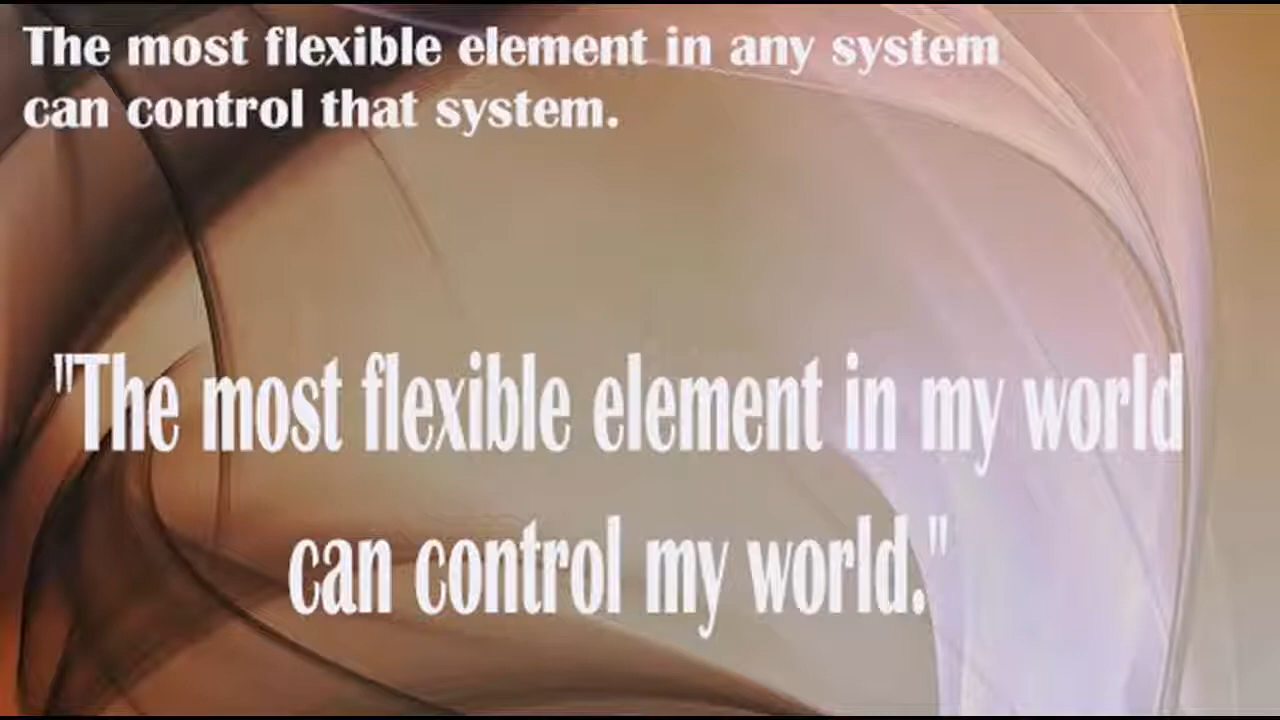 The most flexible element in any system
can control that system.
"The most flexible element in my world
can control my world."